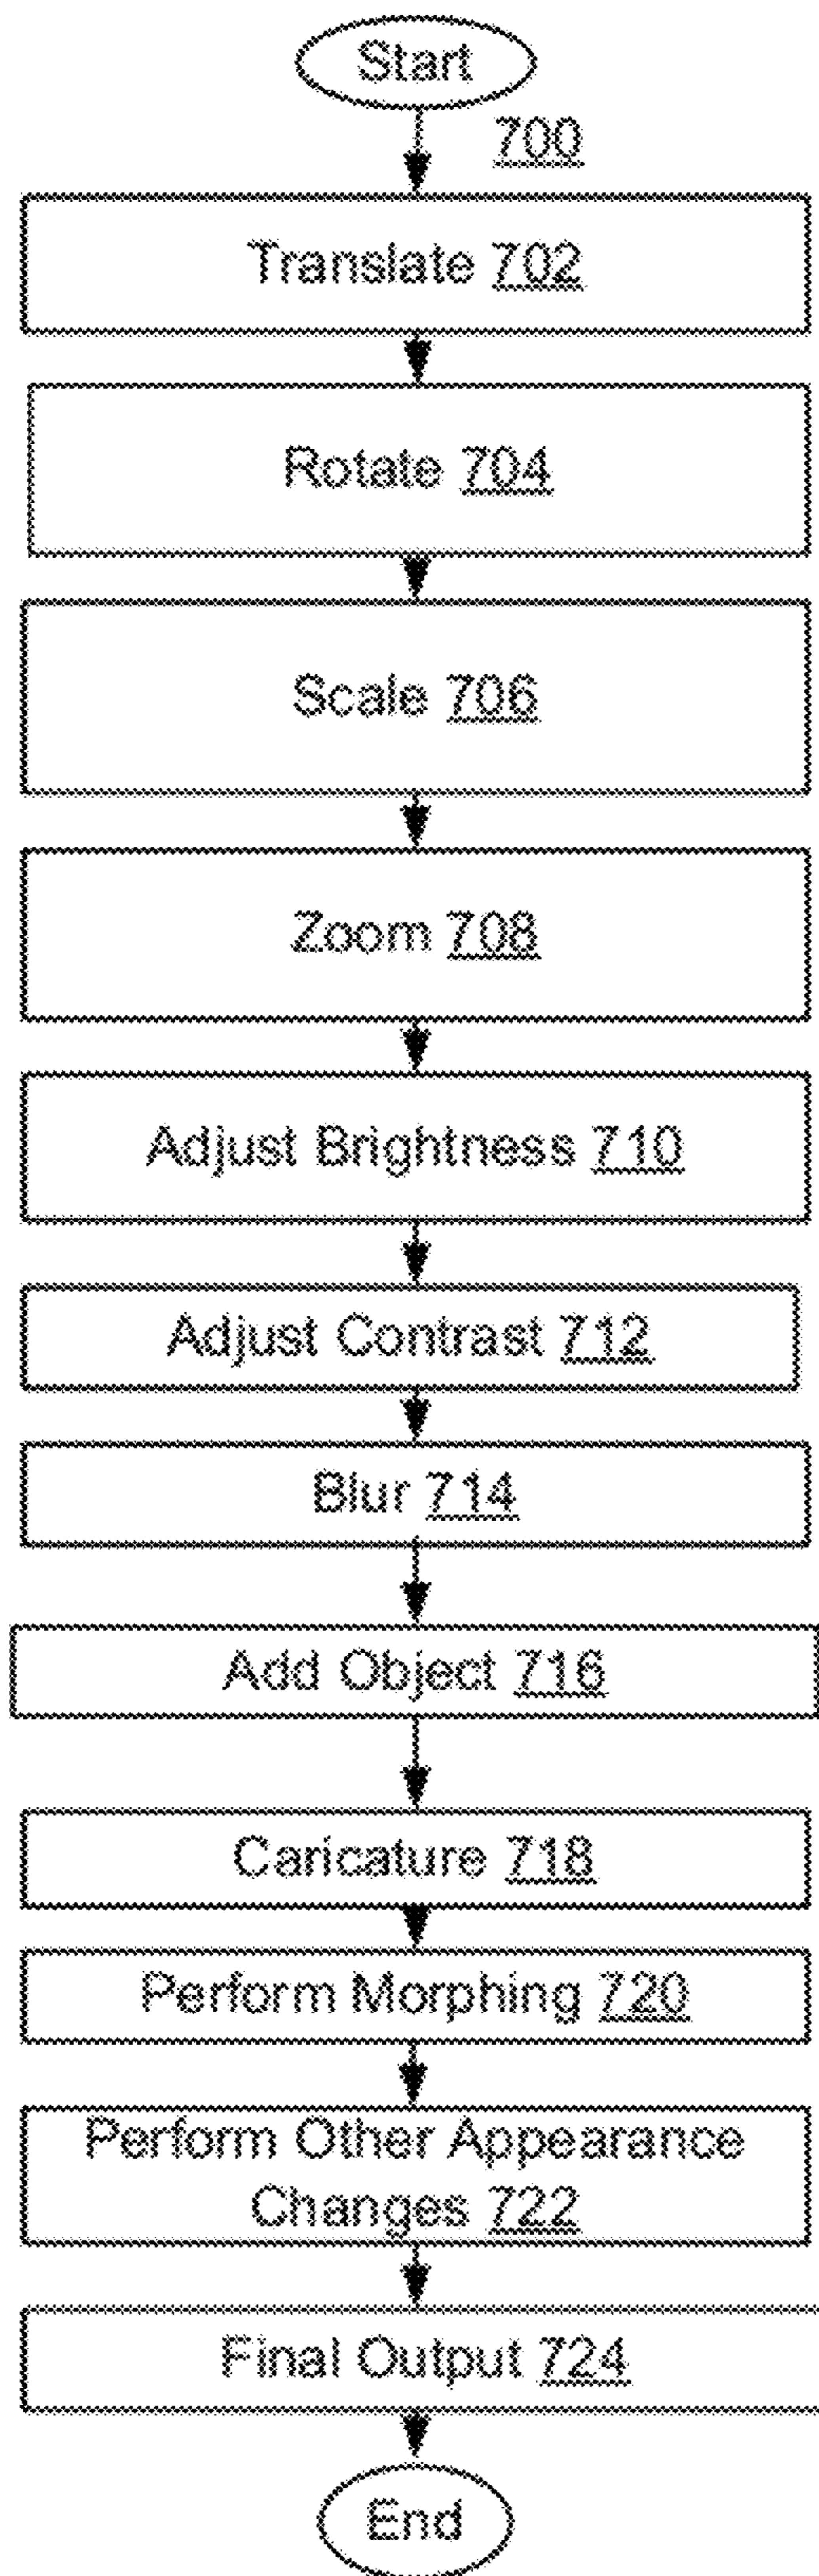 Start
700
Translate 702
Rotate 704
Scale 706
Zoom 708
Adjust Brightness 710
Adjust Contrast 712
Blur 714
Add Object 716
Caricature 718
Perform Morphing 720
Perform Other Appearance
Changes 722
Final Output 724
End